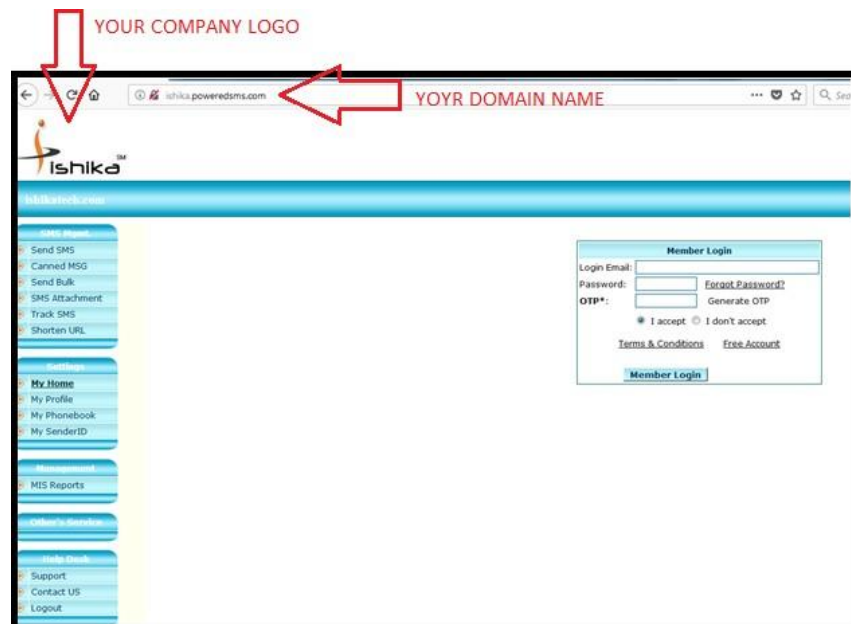 YOUR COMPANY LOGO
ishika.poweredsms.com
YOYR DOMAIN NAME
Sea
ishika SM
ishikatech.com
SMS Mgmt.
Send SMS
Canned MSG
Send Bulk
SMS Attachment
Track SMS
Shorten URL
Settings
My Home
My Profile
My Phonebook
My SenderID
Management
MIS Reports
Other's Service
Help Desk
Support
Contact US
Logout
Member Login
Login Email:
Password: Forgot Password?
OTP*: Generate OTP
I accept I don't accept
Terms & Conditions Free Account
Member Login